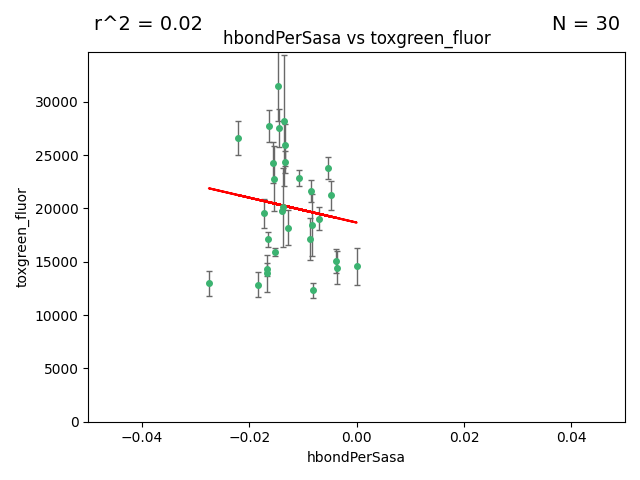 r^2 = 0.02
N = 30
hbondPerSasa vs toxgreen_fluor
30000
25000
20000
15000
10000
5000
0
toxgreen_fluor
−0.04
−0.02
0.00
0.02
0.04
hbondPerSasa